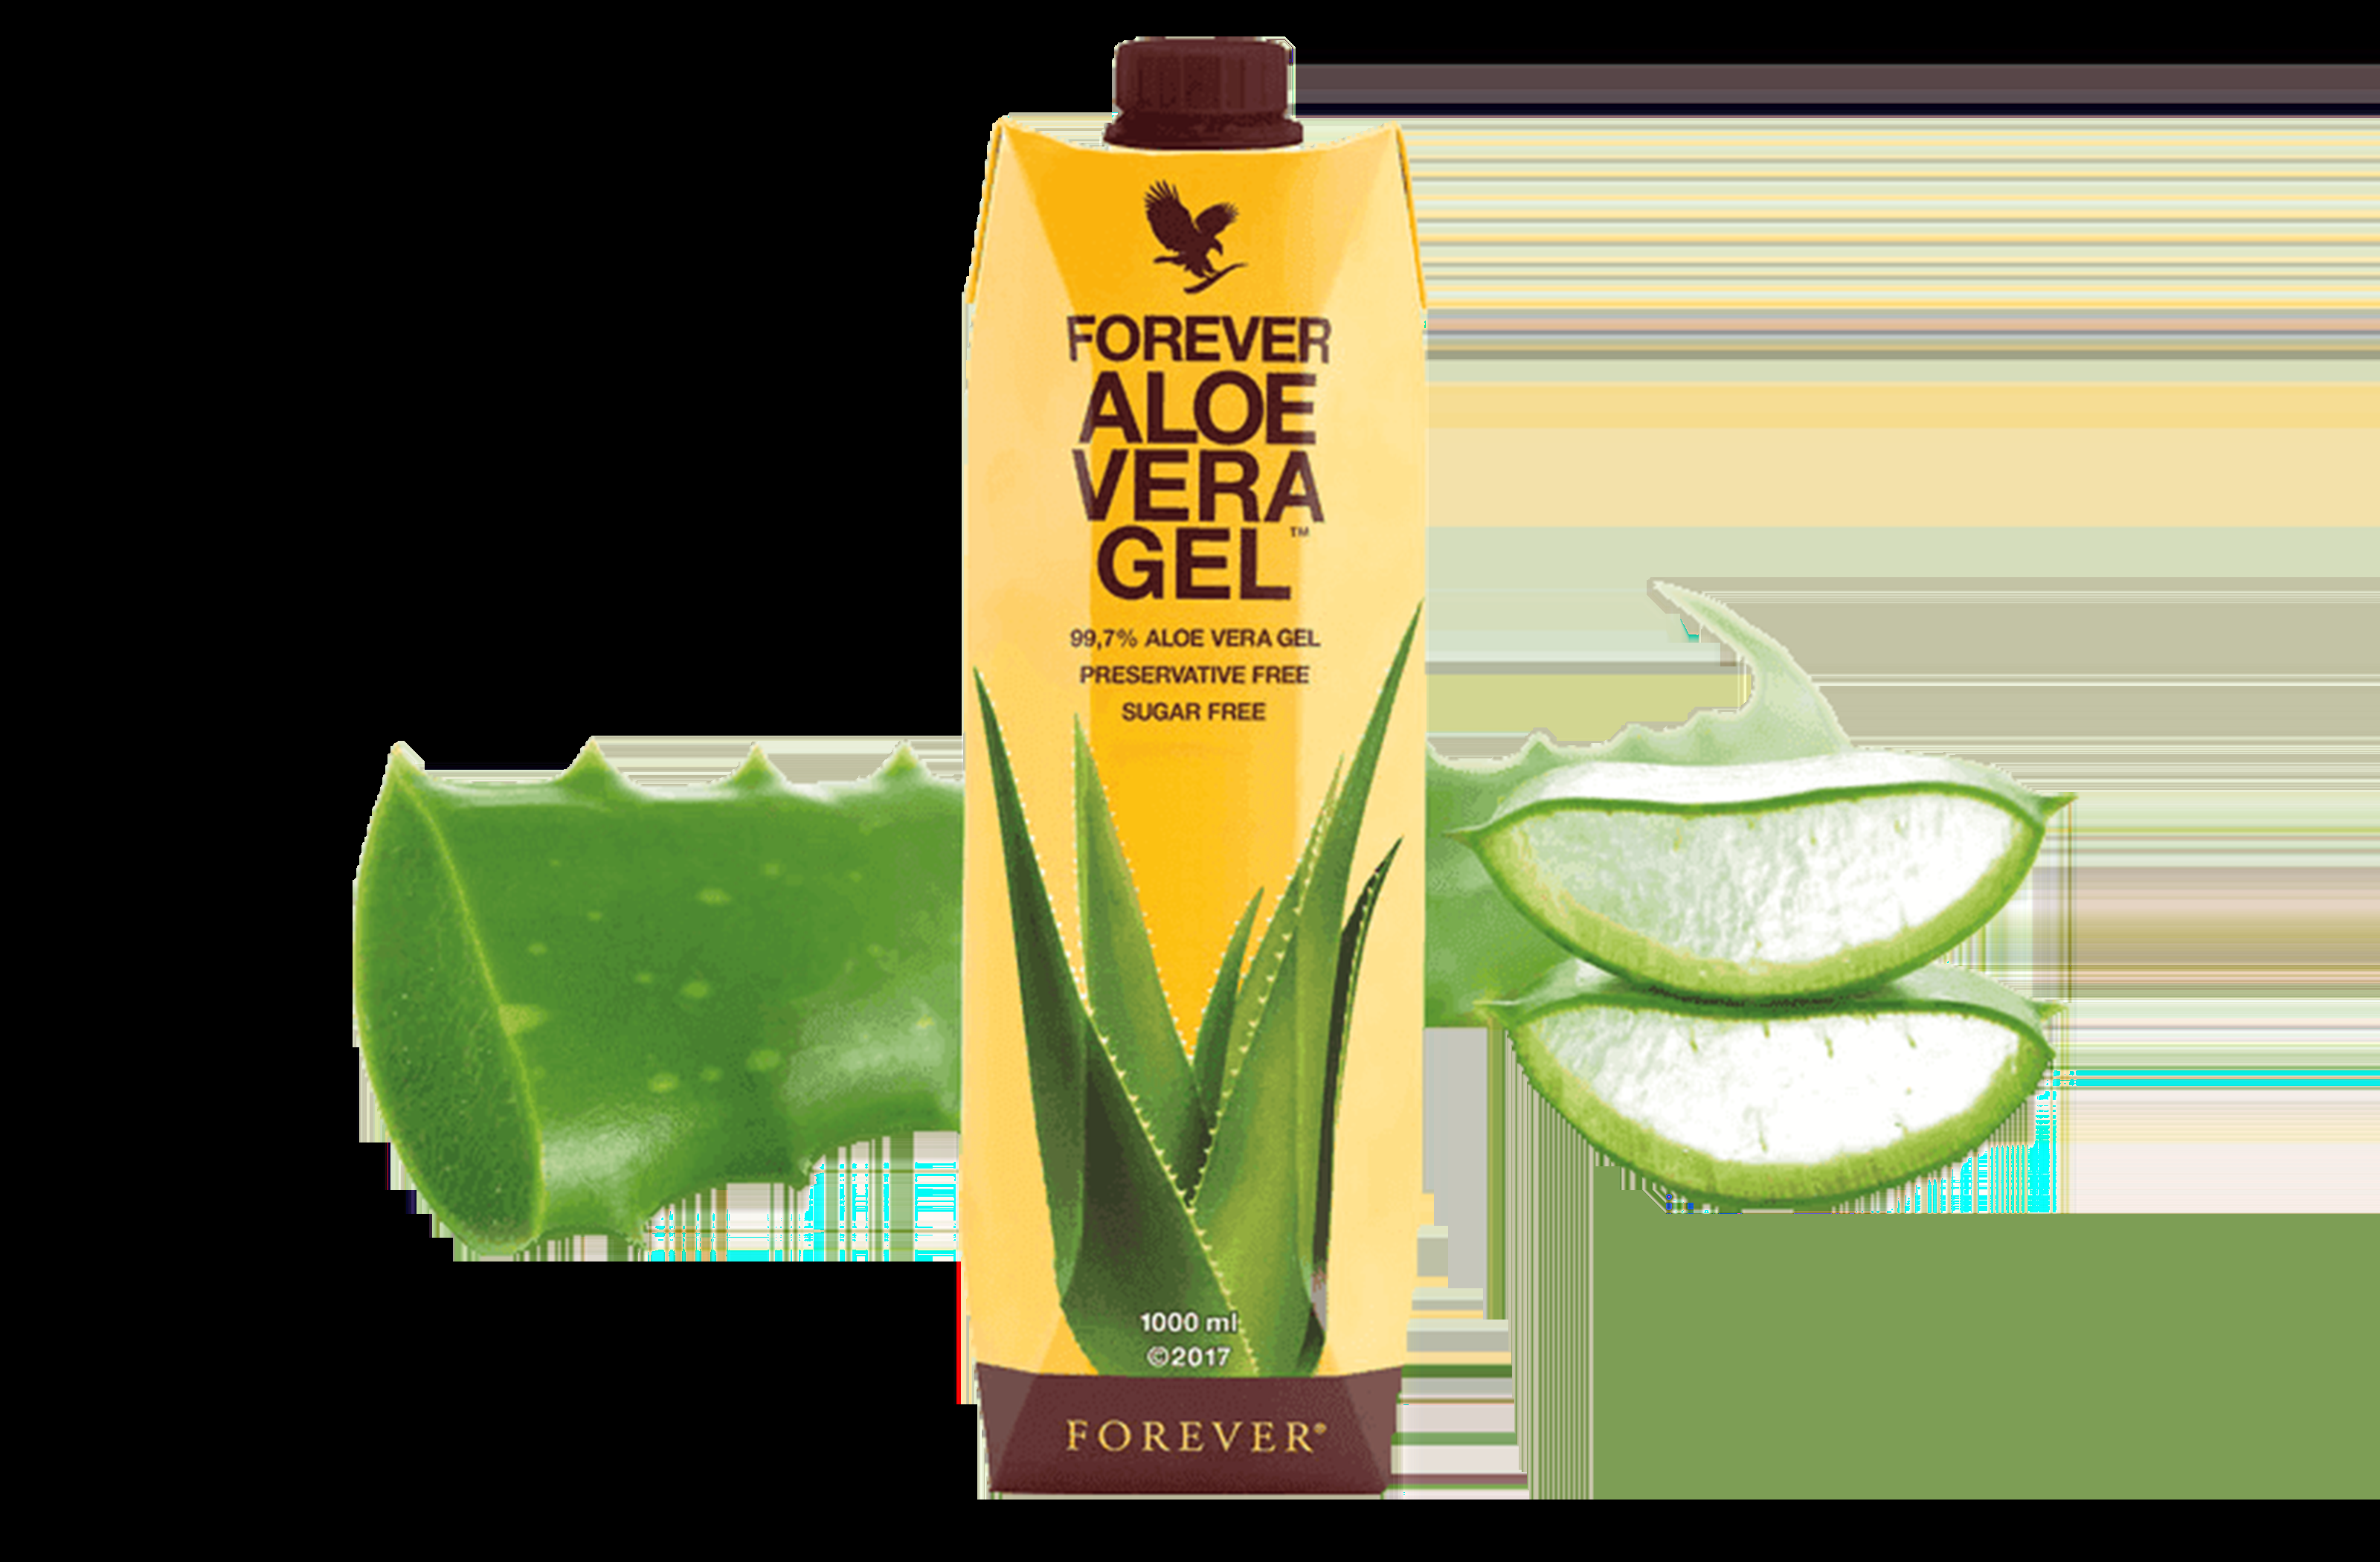 FOREVER
ALOE
VERA
GEL™
99,7% ALOE VERA GEL
PRESERVATIVE FREE
SUGAR FREE
1000 ml
©2017
FOREVER®